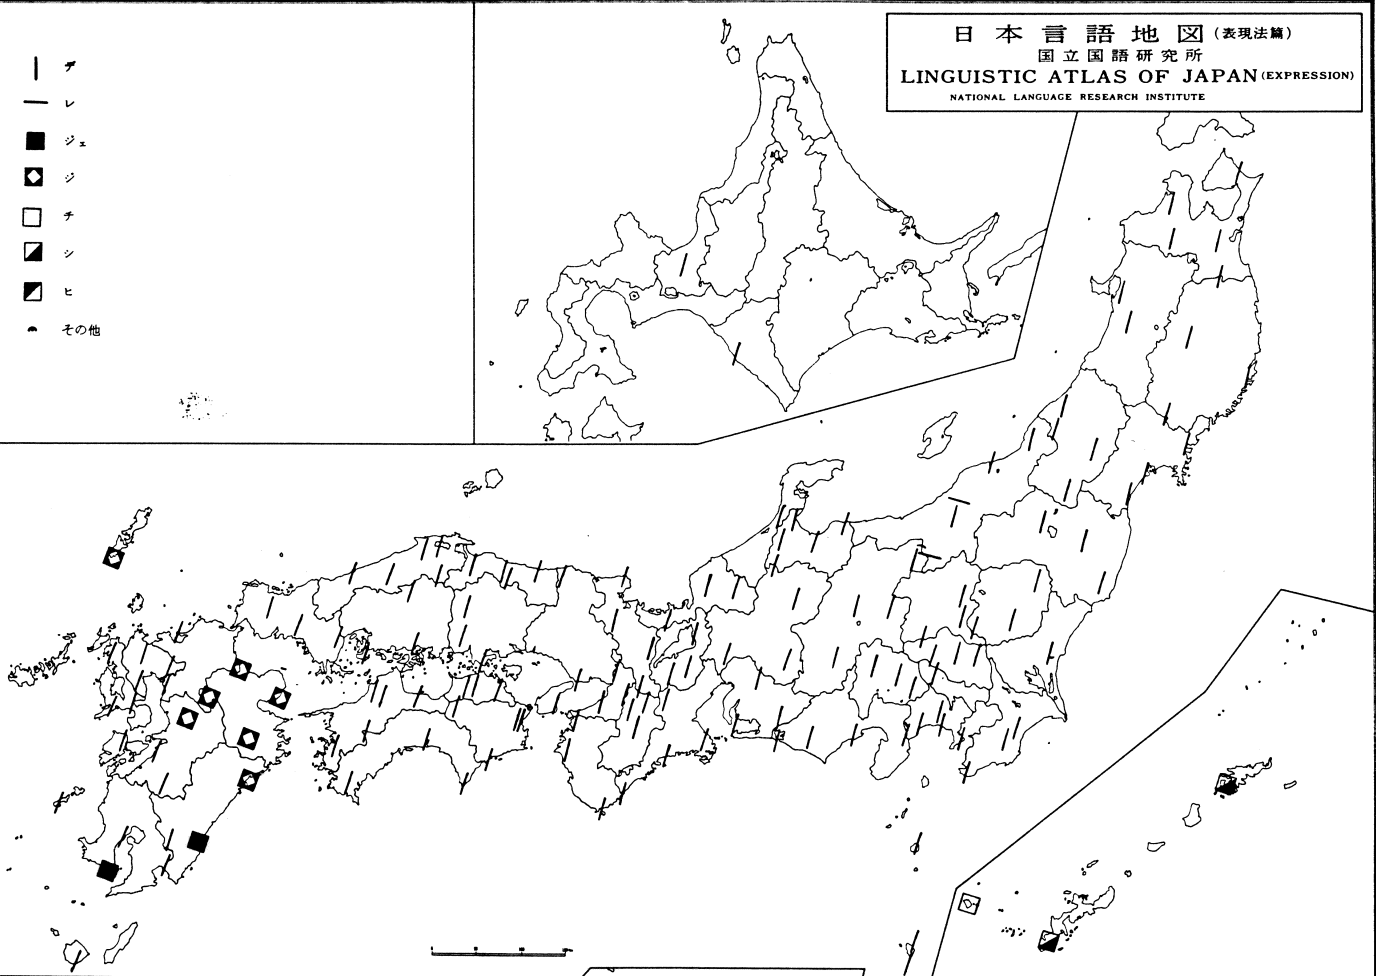 日本言語地図(表現法篇)
国立国語研究所
LINGUISTIC ATLAS OF JAPAN (EXPRESSION)
NATIONAL LANGUAGE RESEARCH INSTITUTE
デ
レ
ジェ
ジ
チ
シ
ヒ
その他